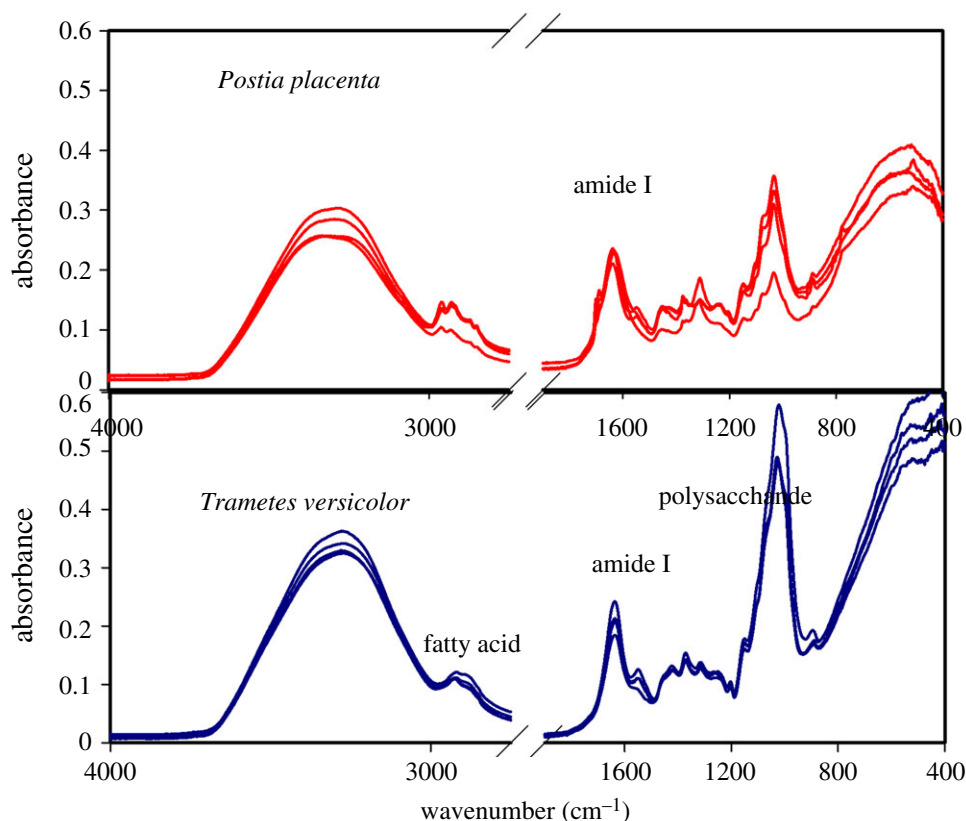 0.6
Postia placenta
0.5
0.4
amide I
absorbance
0.3
0.2
0.1
0
0.6
4000 3000 1600 1200 800 400
0.5
Trametes versicolor
polysacchande
0.4
absorbance
0.3
amide I
0.2
fatty acid
0.1
0
4000 3000 1600 1200 800 400
wavenumber (cm–1)